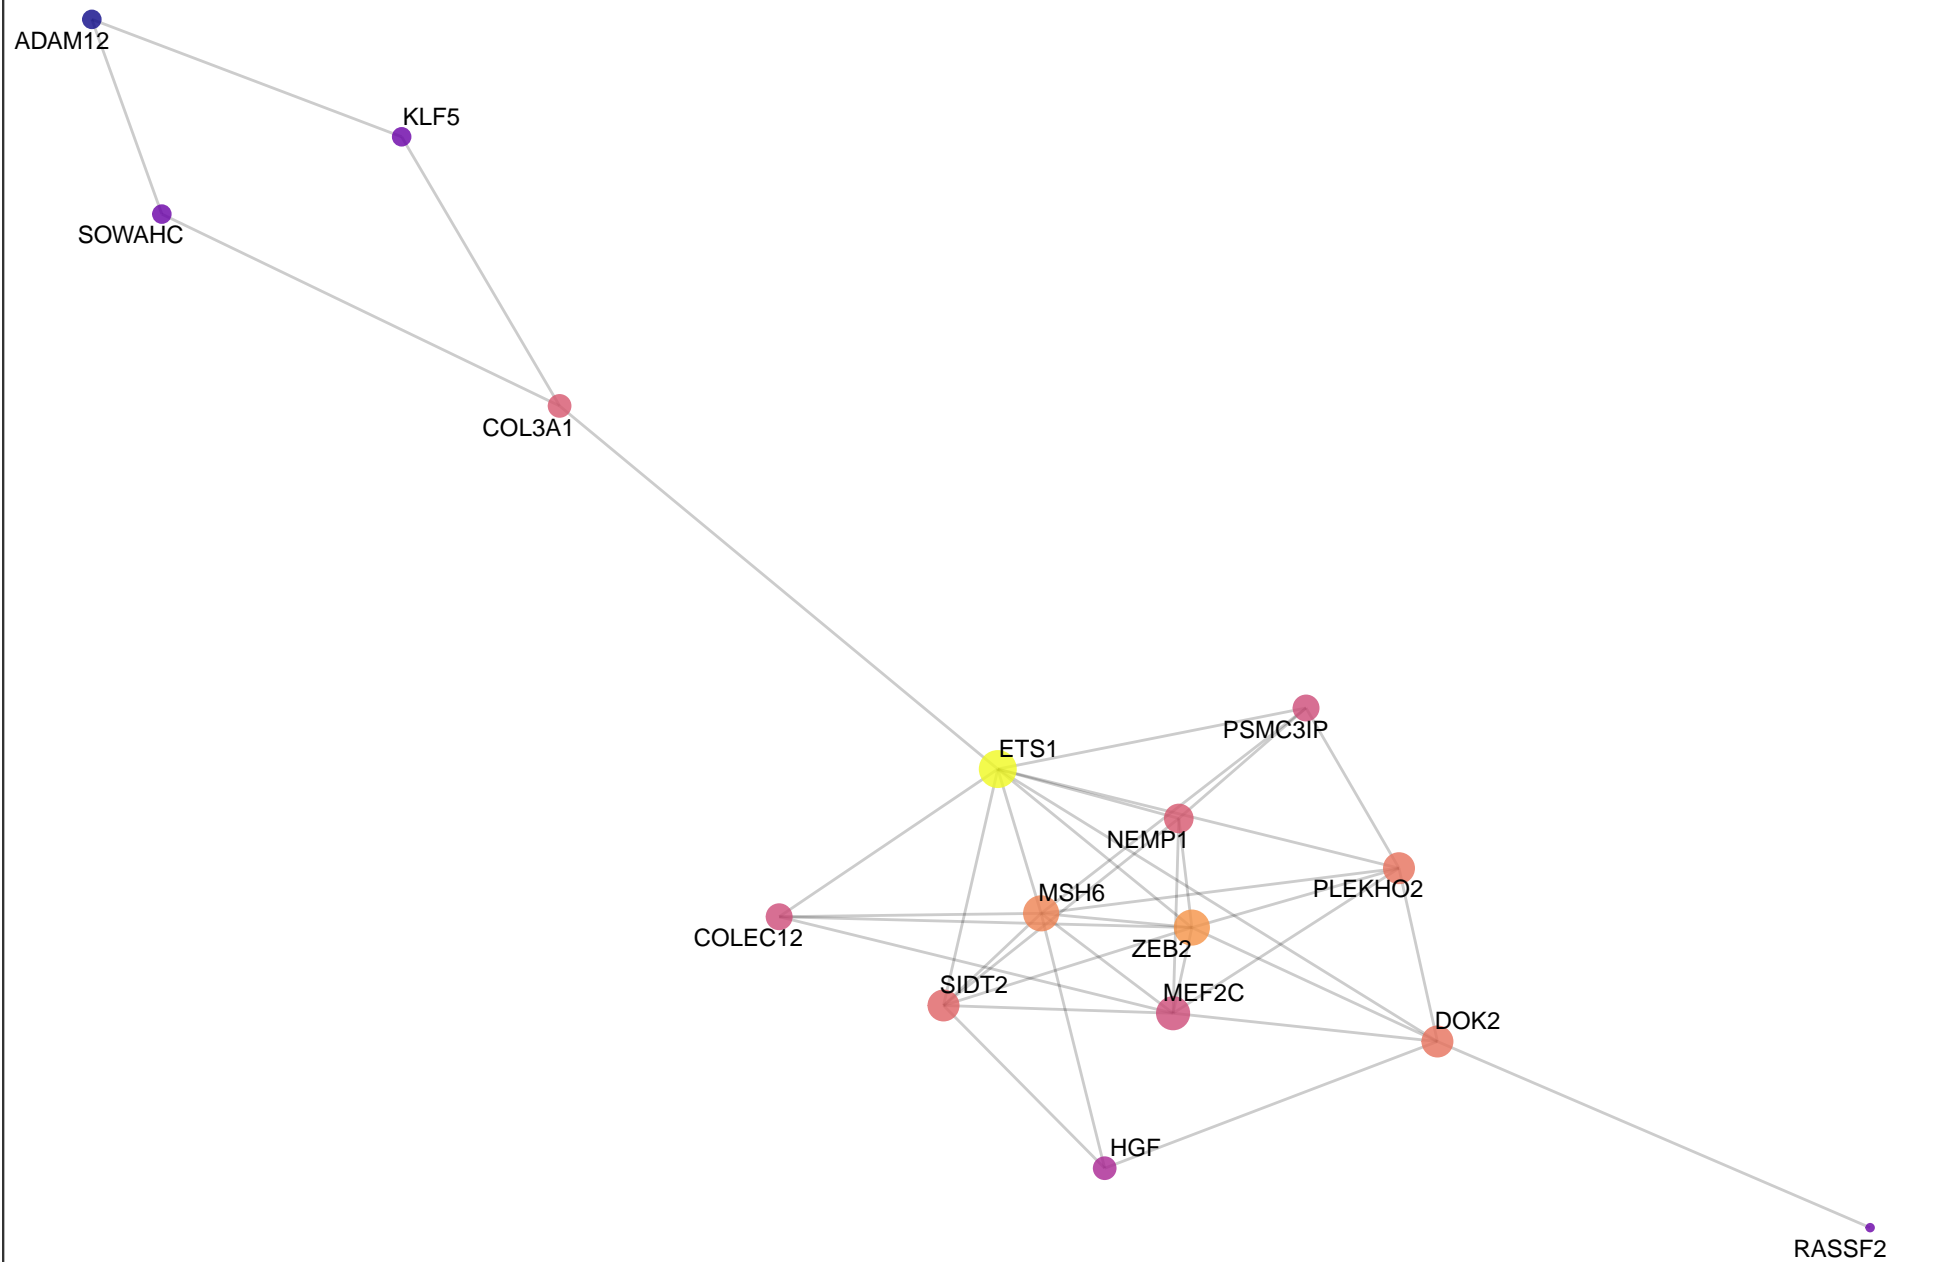 ADAM12
KLF5
SOWAHC
COL3A1
PSMC3IP
ETS1
NEMP1
PLEKHO2
MSH6
COLEC12
ZEB2
SIDT2
MEF2C
DOK2
HGF
RASSF2